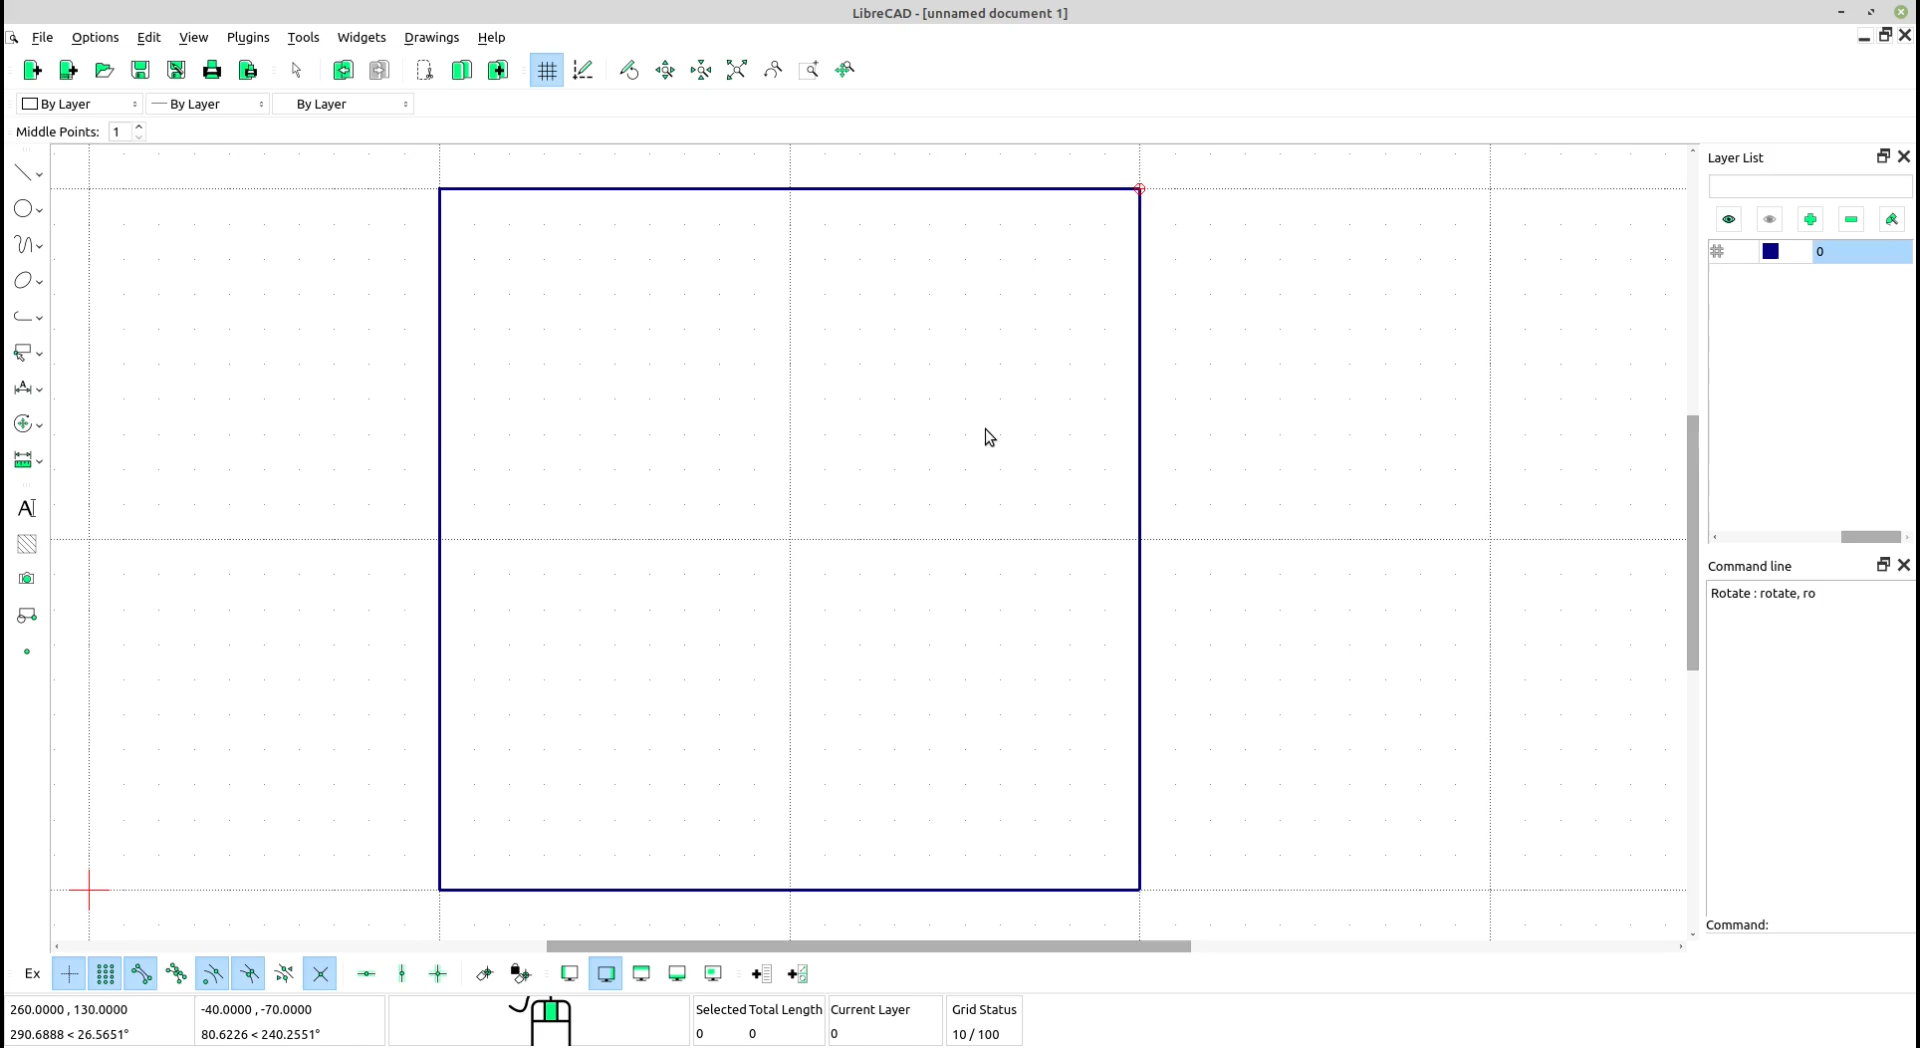 LibreCAD - [unnamed document 1]
File Options Edit View Plugins Tools Widgets Drawings Help
By Layer By Layer By Layer
Middle Points: 1
Layer List
0
A
Command line
Rotate : rotate, ro
Command:
Ex
260.0000 , 130.0000
290.6888 < 26.5651°
-40.0000 , -70.0000
80.6226 < 240.2551°
Selected Total Length
0 0
Current Layer
0
Grid Status
10 / 100